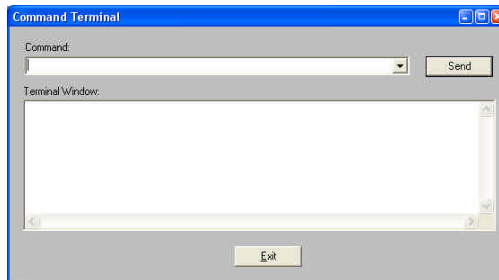 Command Terminal
Command:
Send
Terminal Window:
Exit